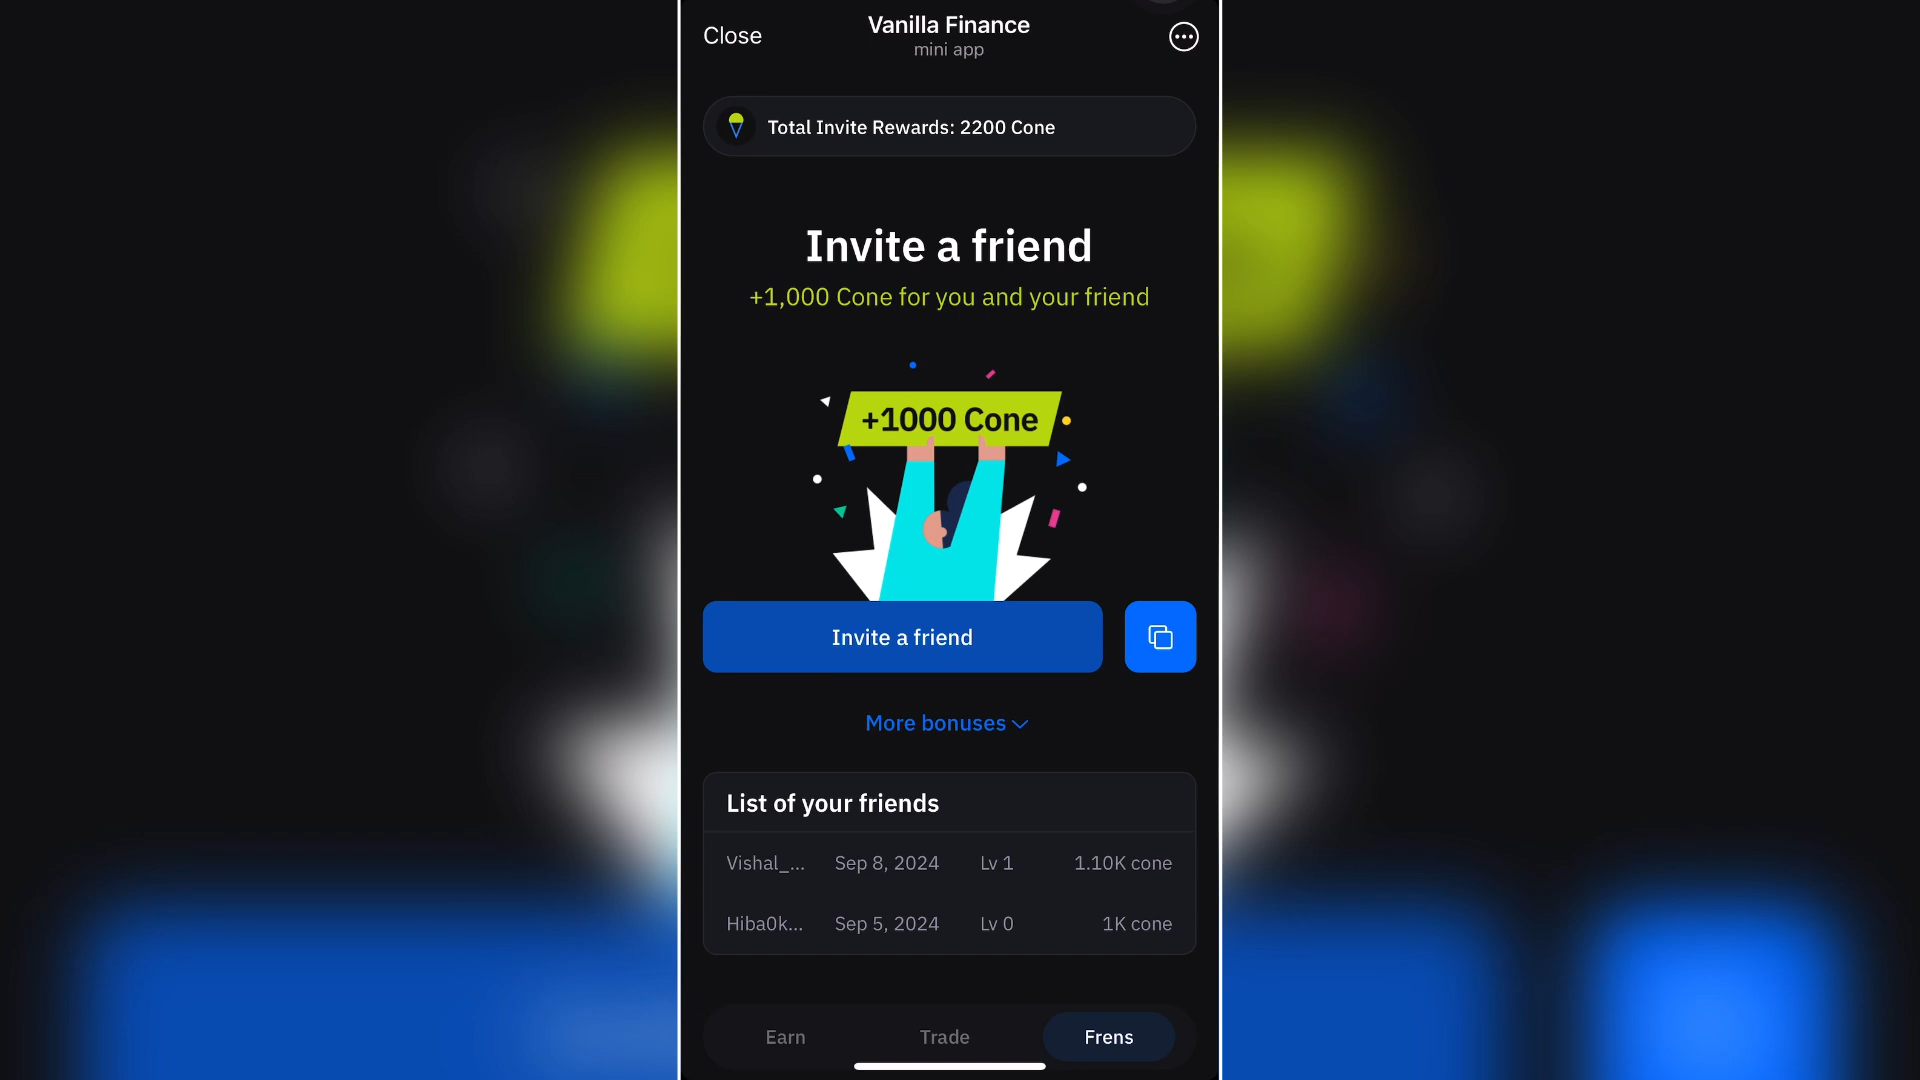 Close
Vanilla Finance
mini app
Total Invite Rewards: 2200 Cone
Invite a friend
+1,000 Cone for you and your friend
+1000 Cone
Invite a friend
More bonuses
List of your friends
Vishal_... Sep 8, 2024 Lv 1 1.10K cone
Hiba0k... Sep 5, 2024 Lv 0 1K cone
Earn Trade Frens